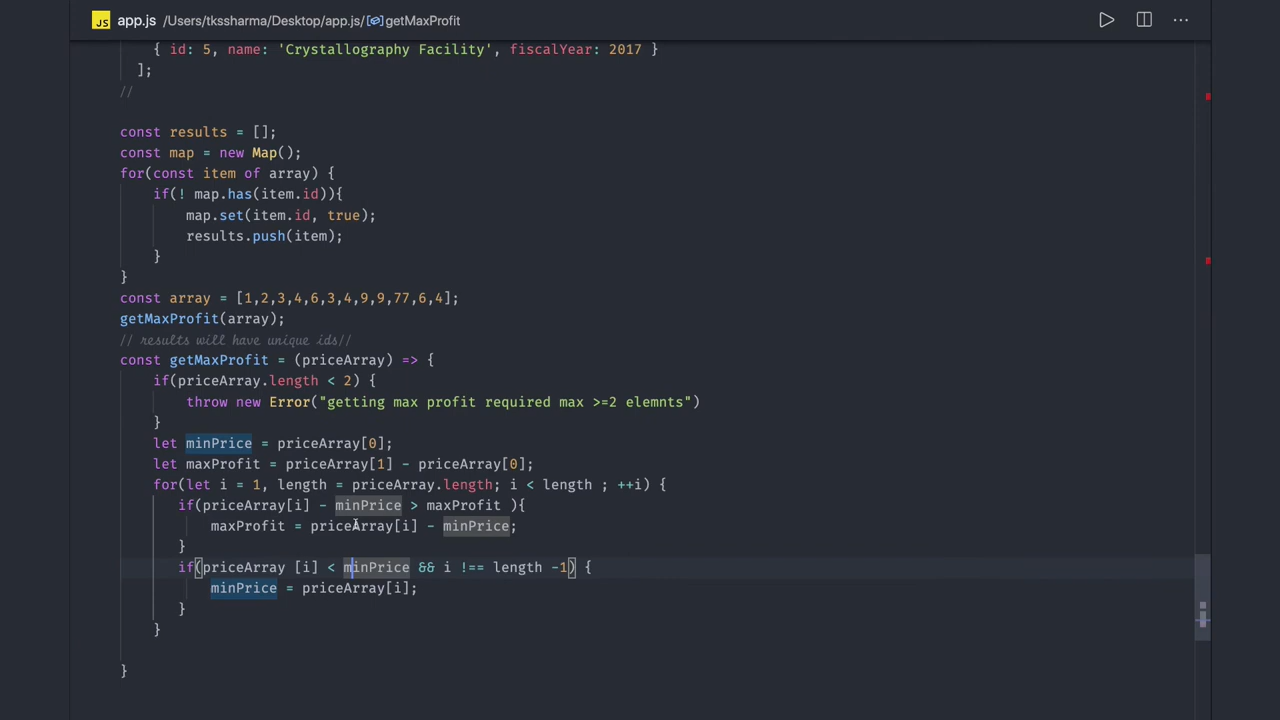 JS app.js /Users/tkssharma/Desktop/app.js/getMaxProfit ...
{ id: 5, name: 'Crystallography Facility', fiscalYear: 2017 }
];
//
const results = [];
const map = new Map();
for(const item of array) {
if(! map.has(item.id)){
map.set(item.id, true);
results.push(item);
}
}
const array = [1,2,3,4,6,3,4,9,9,77,6,4];
getMaxProfit(array);
// results will have unique ids//
const getMaxProfit = (priceArray) => {
if(priceArray.length < 2) {
throw new Error("getting max profit required max >=2 elemnts")
}
let minPrice = priceArray[0];
let maxProfit = priceArray[1] - priceArray[0];
for(let i = 1, length = priceArray.length; i < length ; ++i) {
if(priceArray[i] - minPrice > maxProfit ){
maxProfit = priceArray[i] - minPrice;
}
if(priceArray [i] < minPrice && i !== length -1) {
minPrice = priceArray[i];
}
}
}